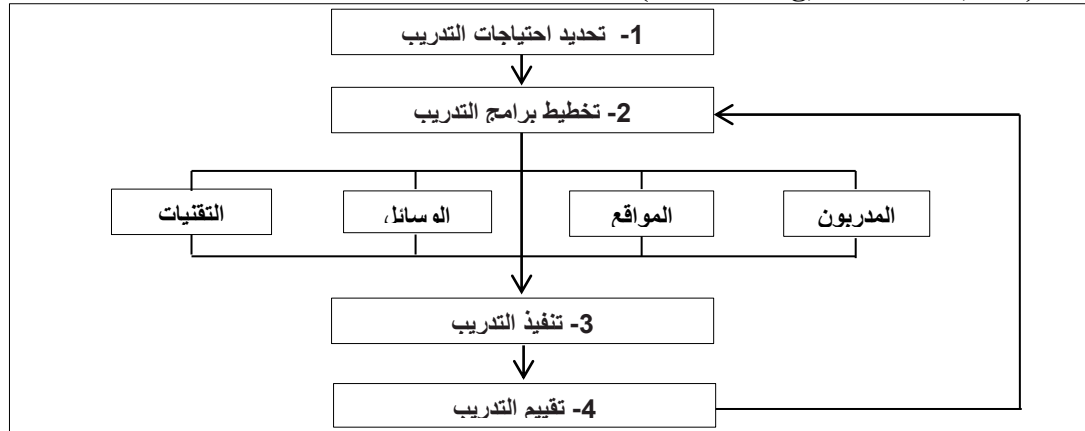 1- تحديد احتياجات التدريب
2- تخطيط برامج التدريب
المدربون
المواقع
الوسائل
التقنيات
3- تنفيذ التدريب
4- تقييم التدريب